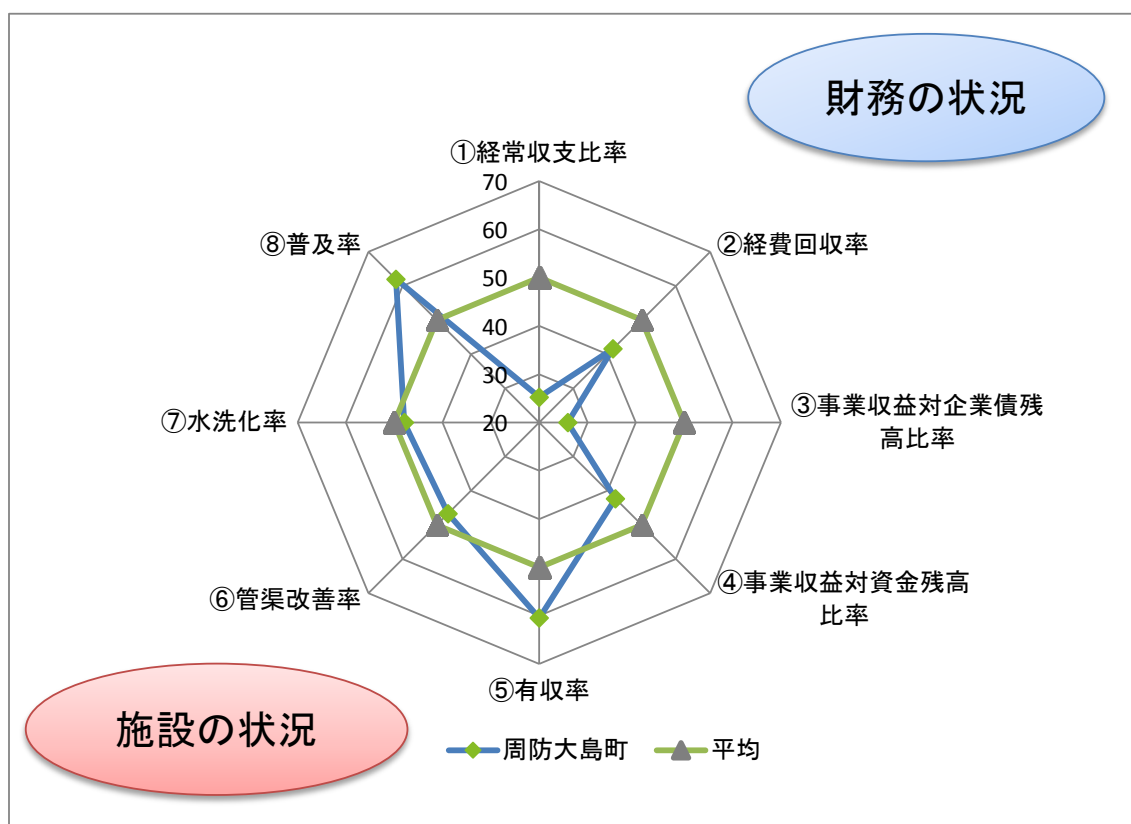 財務の状況
①経常収支比率
70
60
50
40
30
20
⑧普及率
②経費回収率
⑦水洗化率
③事業収益対企業債残
高比率
⑥管渠改善率
④事業収益対資金残高
比率
⑤有収率
施設の状況
周防大島町
平均